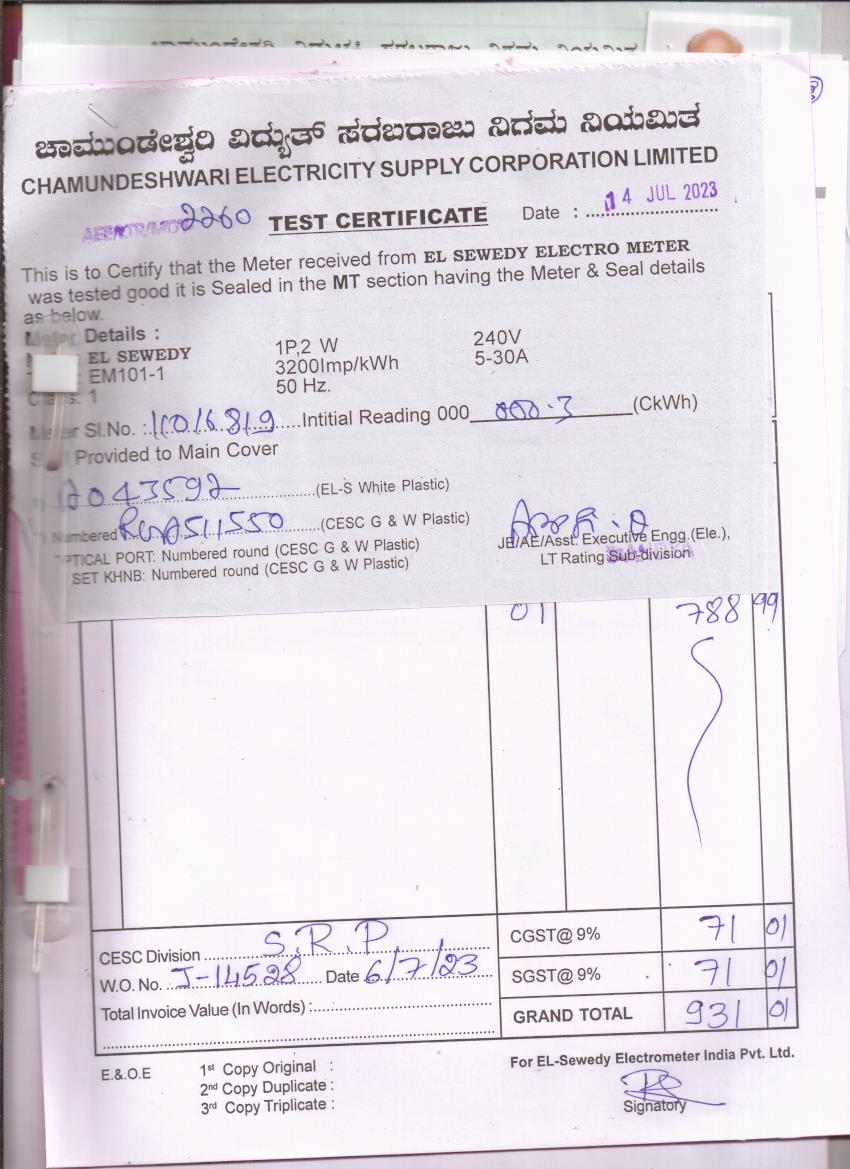 ಚಾಮುಂಡೇಶ್ವರಿ ವಿದ್ಯುತ್ ಸರಬರಾಜು ನಿಗಮ ನಿಯಮಿತ
CHAMUNDESHWARI ELECTRICITY SUPPLY CORPORATION LIMITED
2260 TEST CERTIFICATE Date : 14 JUL 2023
This is to Certify that the Meter received from EL SEWEDY ELECTRO METER
was tested good it is Sealed in the MT section having the Meter & Seal details
as below.
Details :
EL SEWEDY 1P,2 W 240V
EM101-1 3200Imp/kWh 5-30A
: 1 50 Hz.
Sl.No. : Intitial Reading 000 000.3 (CkWh)
Provided to Main Cover
2043592 (EL-S White Plastic)
Numbered 511550 (CESC G & W Plastic)
OPTICAL PORT: Numbered round (CESC G & W Plastic) JE/AE/Asst. Executive Engg.(Ele.),
SET KHNB: Numbered round (CESC G & W Plastic) LT Rating Sub-division
01 788 99
CESC Division S.R.P CGST@ 9% 71 01
W.O. No. J-14528 Date 6/7/23 SGST@ 9% 71 01
Total Invoice Value (In Words) : GRAND TOTAL 931 01
E.&.O.E 1st Copy Original : For EL-Sewedy Electrometer India Pvt. Ltd.
2nd Copy Duplicate :
3rd Copy Triplicate : Signatory